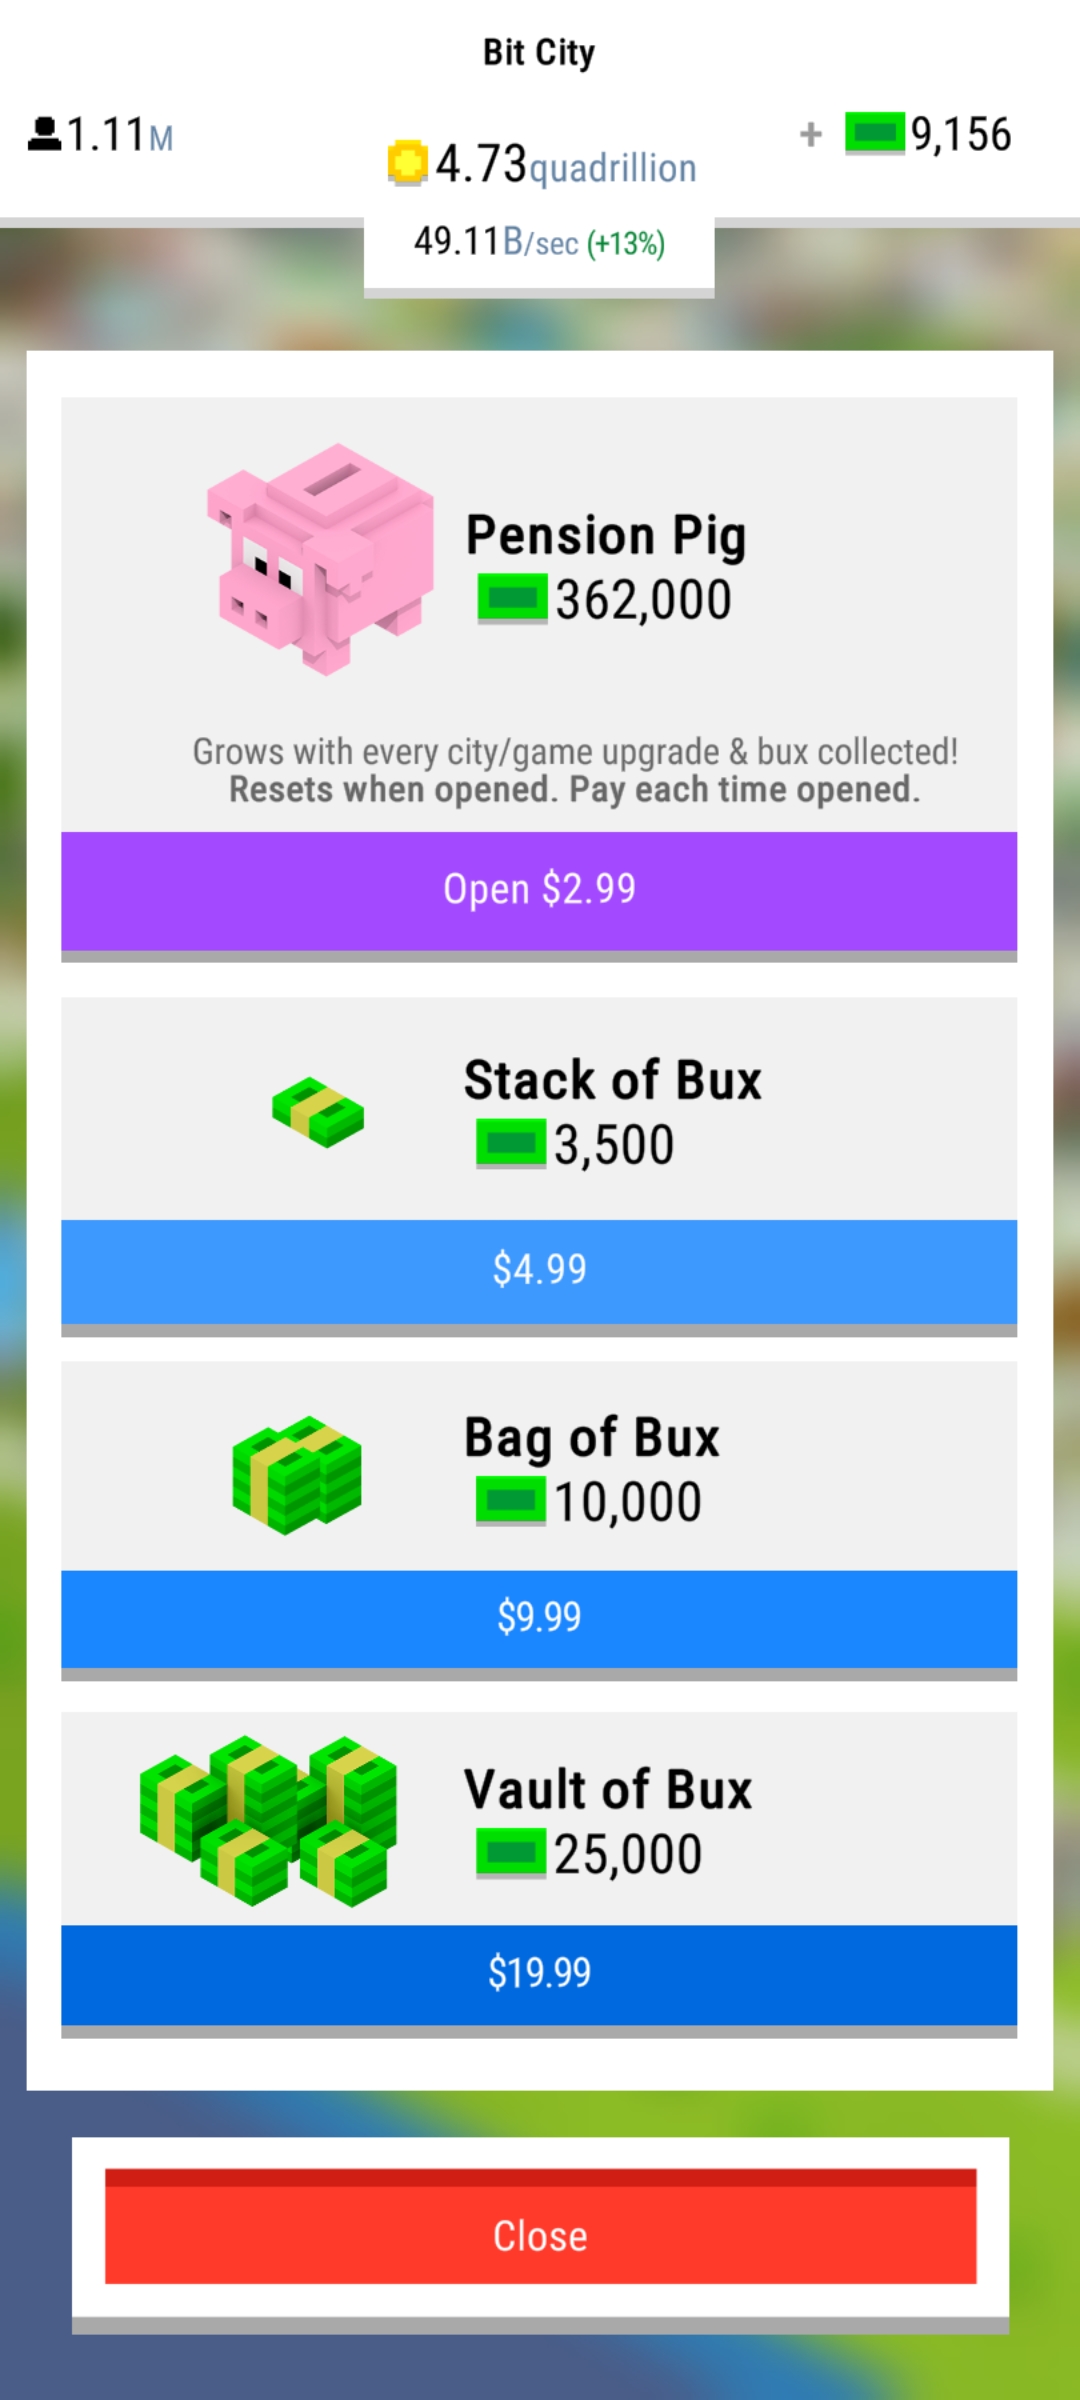 Bit City
1.11M
4.73quadrillion
+ 9,156
49.11B/sec (+13%)
Pension Pig
362,000
Grows with every city/game upgrade & bux collected!
Resets when opened. Pay each time opened.
Open $2.99
Stack of Bux
3,500
$4.99
Bag of Bux
10,000
$9.99
Vault of Bux
25,000
$19.99
Close